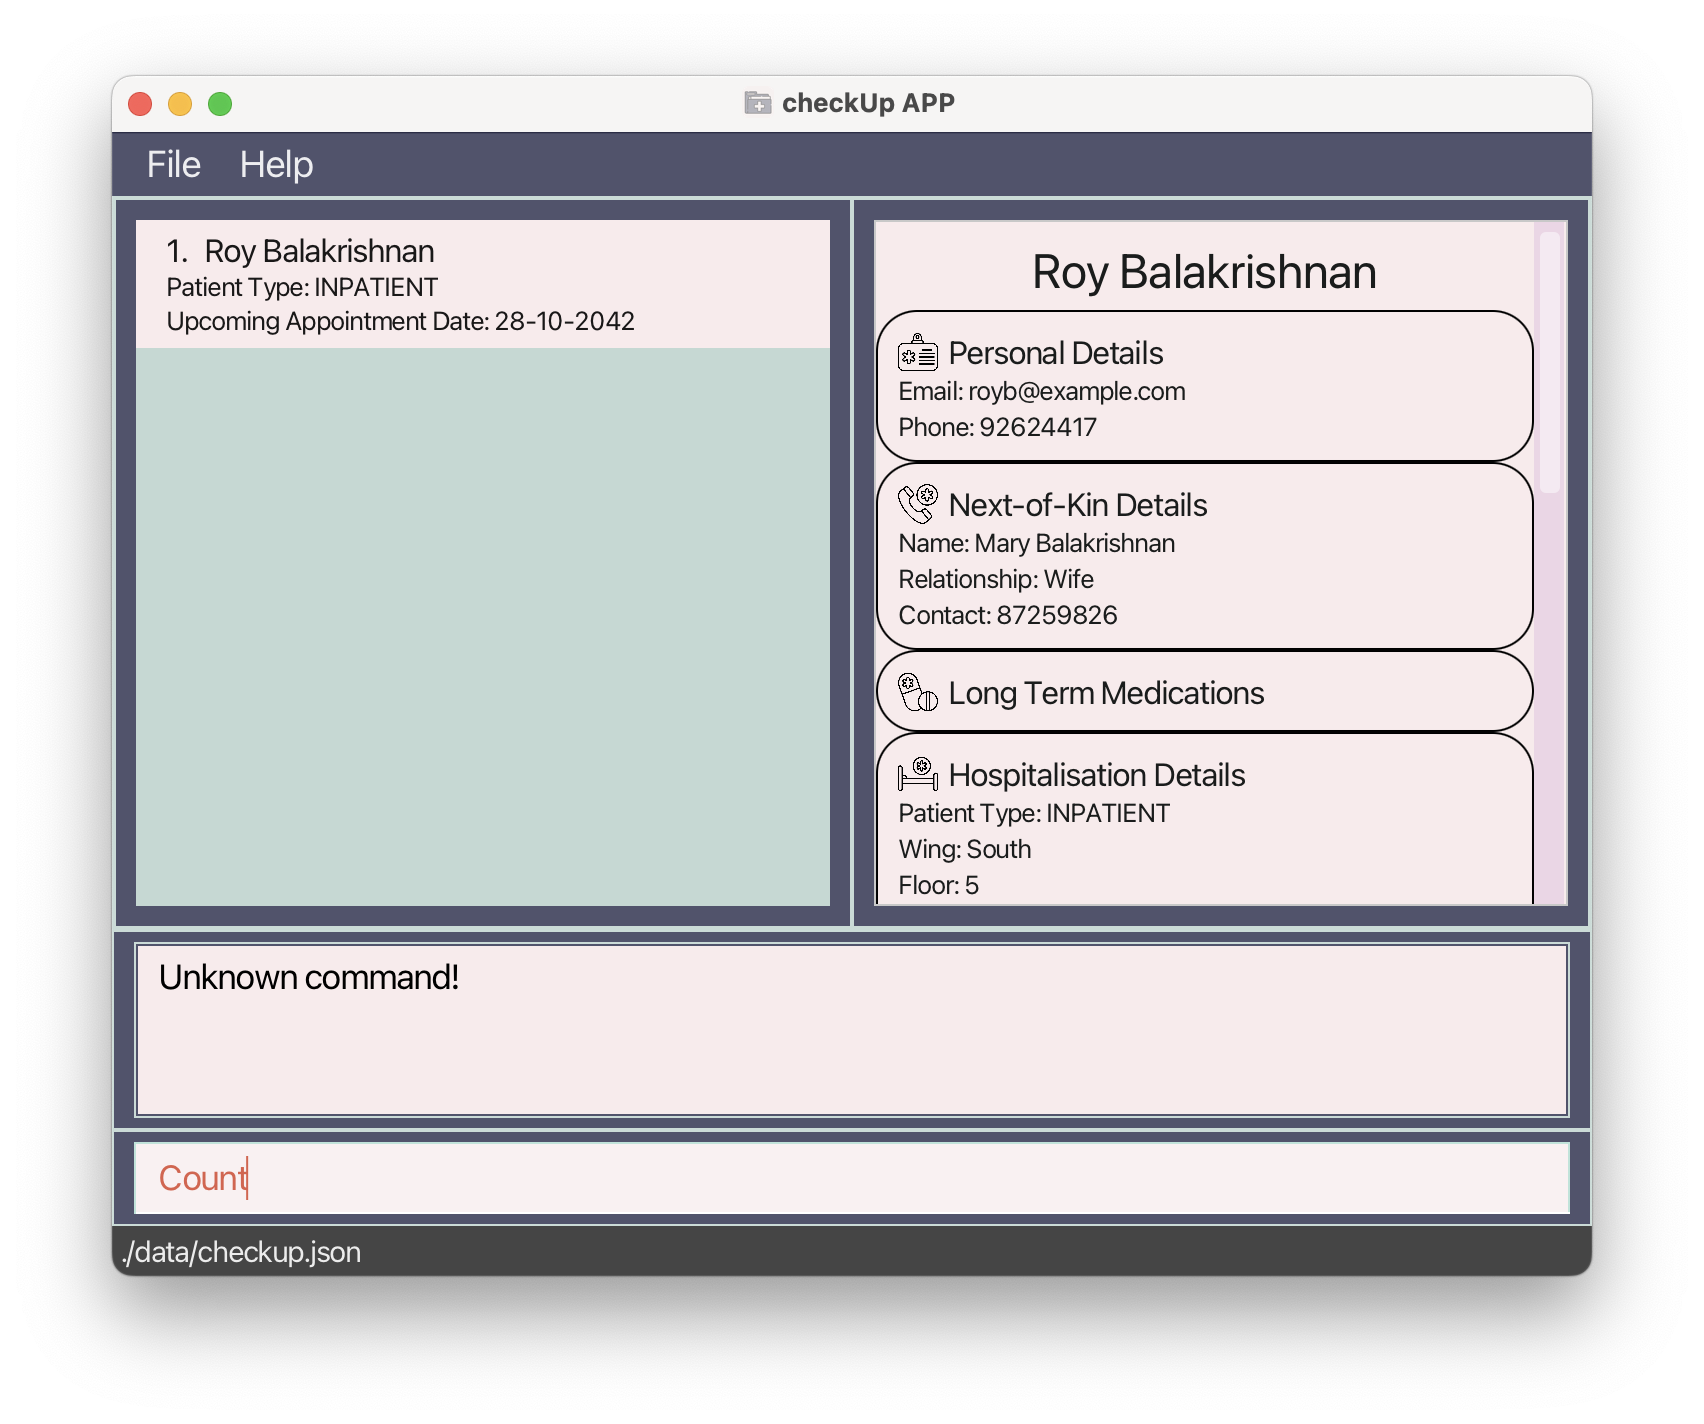 checkUp APP
File Help
1. Roy Balakrishnan
Patient Type: INPATIENT
Upcoming Appointment Date: 28-10-2042
Roy Balakrishnan
Personal Details
Email: royb@example.com
Phone: 92624417
Next-of-Kin Details
Name: Mary Balakrishnan
Relationship: Wife
Contact: 87259826
Long Term Medications
Hospitalisation Details
Patient Type: INPATIENT
Wing: South
Floor: 5
Unknown command!
Count
./data/checkup.json